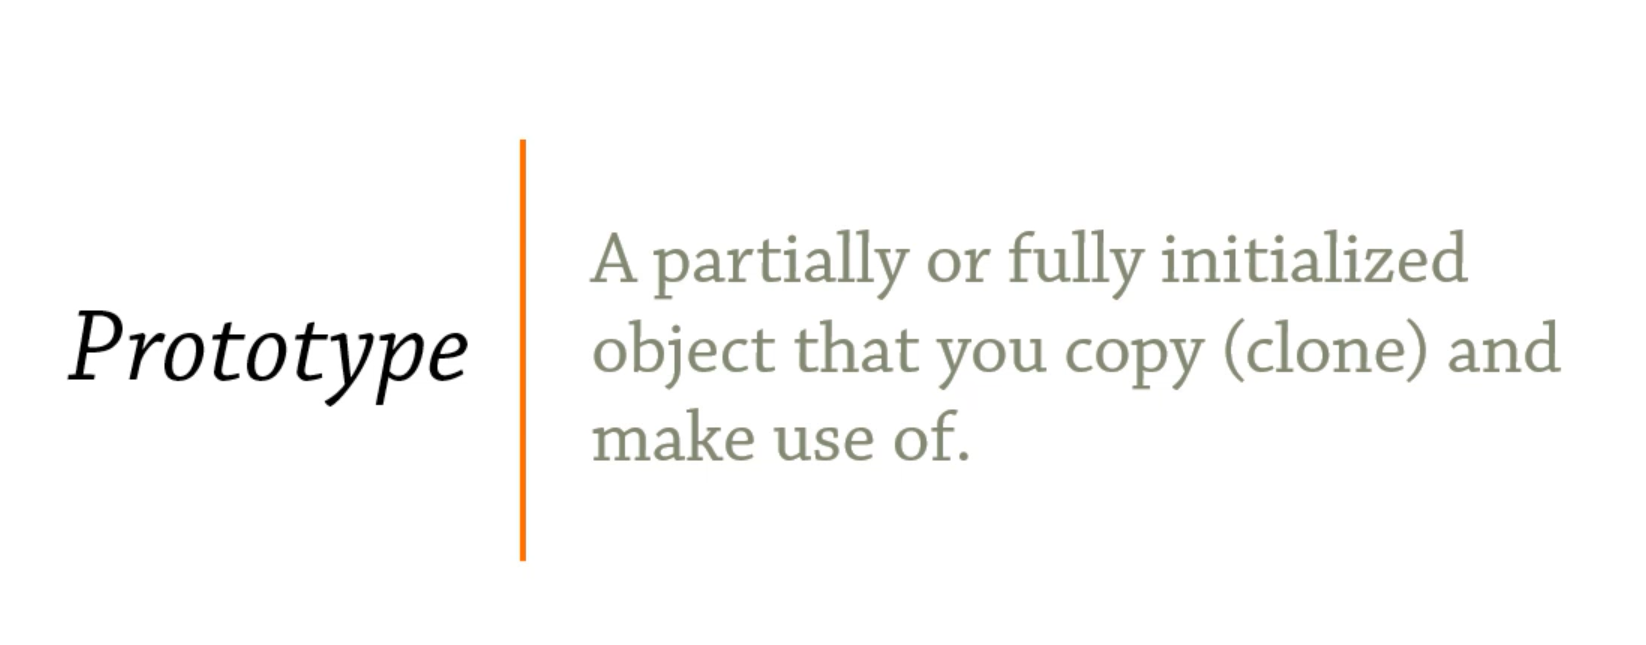 Prototype
A partially or fully initialized
object that you copy (clone) and
make use of.